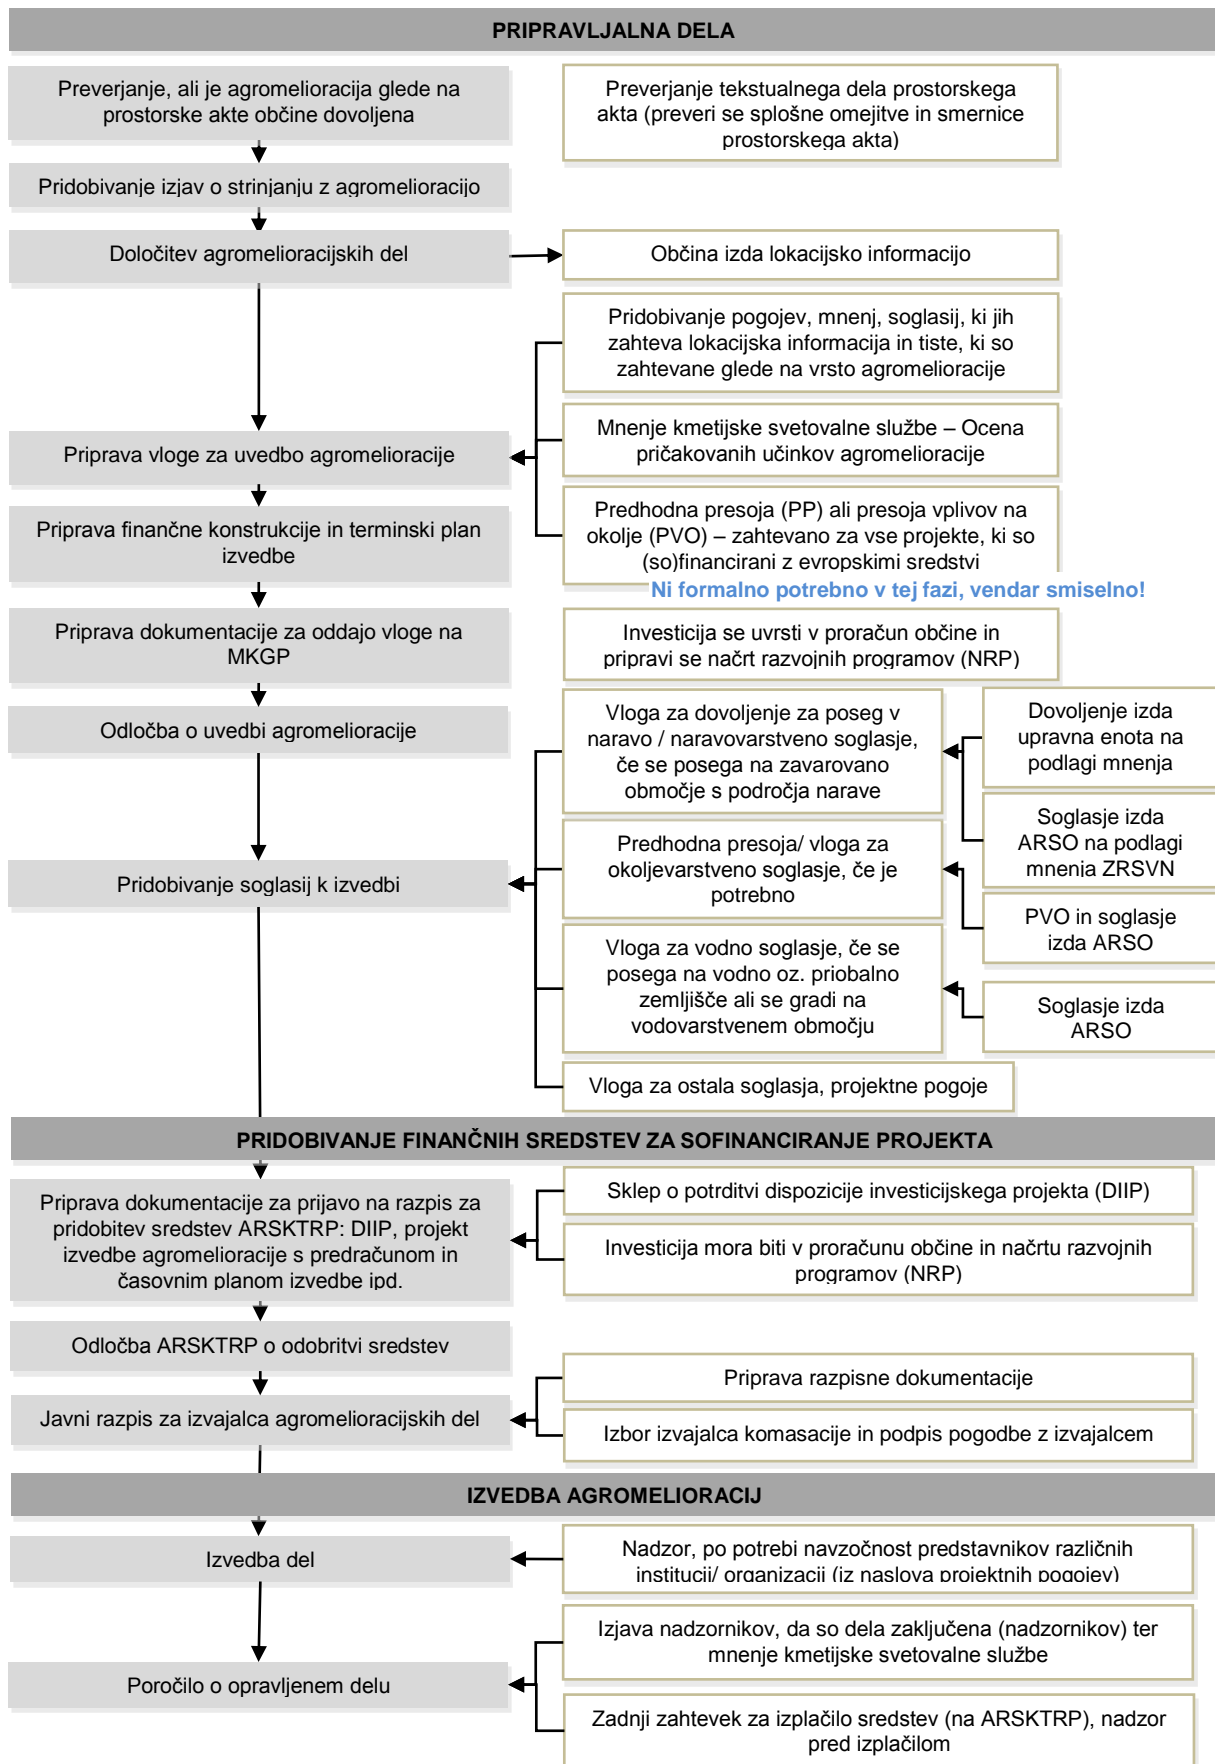 PRIPRAVLJALNA DELA
Preverjanje, ali je agromelioracija glede na
prostorske akte občine dovoljena
Preverjanje tekstualnega dela prostorskega
akta (preveri se splošne omejitve in smernice
prostorskega akta)
Pridobivanje izjav o strinjanju z agromelioracijo
Določitev agromelioracijskih del
Občina izda lokacijsko informacijo
Pridobivanje pogojev, mnenj, soglasij, ki jih
zahteva lokacijska informacija in tiste, ki so
zahtevane glede na vrsto agromelioracije
Priprava vloge za uvedbo agromelioracije
Mnenje kmetijske svetovalne službe – Ocena
pričakovanih učinkov agromelioracije
Priprava finančne konstrukcije in terminski plan
izvedbe
Predhodna presoja (PP) ali presoja vplivov na
okolje (PVO) – zahtevano za vse projekte, ki so
(so)financirani z evropskimi sredstvi
Ni formalno potrebno v tej fazi, vendar smiselno!
Priprava dokumentacije za oddajo vloge na
MKGP
Investicija se uvrsti v proračun občine in
pripravi se načrt razvojnih programov (NRP)
Odločba o uvedbi agromelioracije
Vloga za dovoljenje za poseg v
naravo / naravovarstveno soglasje,
če se posega na zavarovano
območje s področja narave
Dovoljenje izda
upravna enota na
podlagi mnenja
Soglasje izda
ARSO na podlagi
mnenja ZRSVN
Pridobivanje soglasij k izvedbi
Predhodna presoja/ vloga za
okoljevarstveno soglasje, če je
potrebno
PVO in soglasje
izda ARSO
Vloga za vodno soglasje, če se
posega na vodno oz. priobalno
zemljišče ali se gradi na
vodovarstvenem območju
Soglasje izda
ARSO
Vloga za ostala soglasja, projektne pogoje
PRIDOBIVANJE FINANČNIH SREDSTEV ZA SOFINANCIRANJE PROJEKTA
Priprava dokumentacije za prijavo na razpis za
pridobitev sredstev ARSKTRP: DIIP, projekt
izvedbe agromelioracije s predračunom in
časovnim planom izvedbe ipd.
Sklep o potrditvi dispozicije investicijskega projekta (DIIP)
Investicija mora biti v proračunu občine in načrtu razvojnih
programov (NRP)
Odločba ARSKTRP o odobritvi sredstev
Javni razpis za izvajalca agromelioracijskih del
Priprava razpisne dokumentacije
Izbor izvajalca komasacije in podpis pogodbe z izvajalcem
IZVEDBA AGROMELIORACIJ
Izvedba del
Nadzor, po potrebi navzočnost predstavnikov različnih
institucij/ organizacij (iz naslova projektnih pogojev)
Poročilo o opravljenem delu
Izjava nadzornikov, da so dela zaključena (nadzornikov) ter
mnenje kmetijske svetovalne službe
Zadnji zahtevek za izplačilo sredstev (na ARSKTRP), nadzor
pred izplačilom